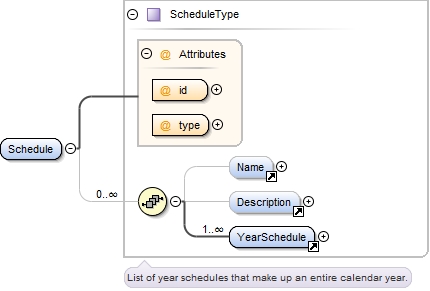 ScheduleType
@ Attributes
@ id
@ type
Schedule
0..∞
Name
Description
1..∞
YearSchedule
List of year schedules that make up an entire calendar year.